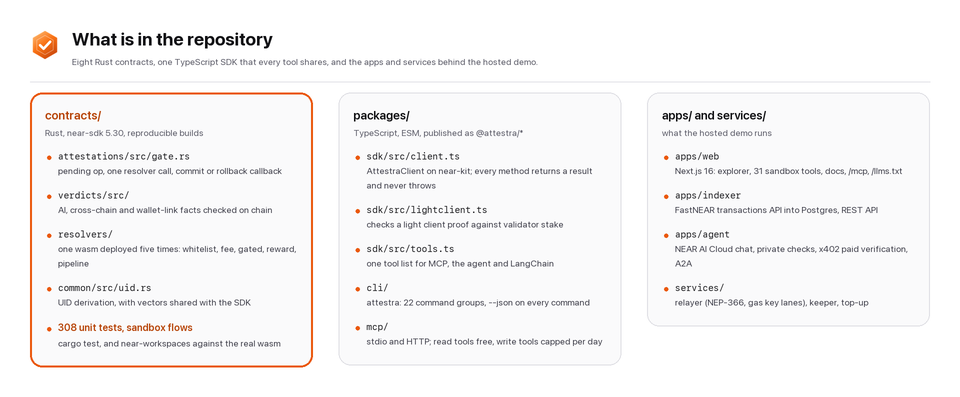 What is in the repository
Eight Rust contracts, one TypeScript SDK that every tool shares, and the apps and services behind the hosted demo.
contracts/
Rust, near-sdk 5.30, reproducible builds
attestations/src/gate.rs
pending op, one resolver call, commit or rollback callback
verdicts/src/
AI, cross-chain and wallet-link facts checked on chain
resolvers/
one wasm deployed five times: whitelist, fee, gated, reward,
pipeline
common/src/uid.rs
UID derivation, with vectors shared with the SDK
308 unit tests, sandbox flows
cargo test, and near-workspaces against the real wasm
packages/
TypeScript, ESM, published as @attestra/*
sdk/src/client.ts
AttestraClient on near-kit; every method returns a result
and never throws
sdk/src/lightclient.ts
checks a light client proof against validator stake
sdk/src/tools.ts
one tool list for MCP, the agent and LangChain
cli/
attestra: 22 command groups, --json on every command
mcp/
stdio and HTTP; read tools free, write tools capped per day
apps/ and services/
what the hosted demo runs
apps/web
Next.js 16: explorer, 31 sandbox tools, docs, /mcp, /llms.txt
apps/indexer
FastNEAR transactions API into Postgres, REST API
apps/agent
NEAR AI Cloud chat, private checks, x402 paid verification,
A2A
services/
relayer (NEP-366, gas key lanes), keeper, top-up